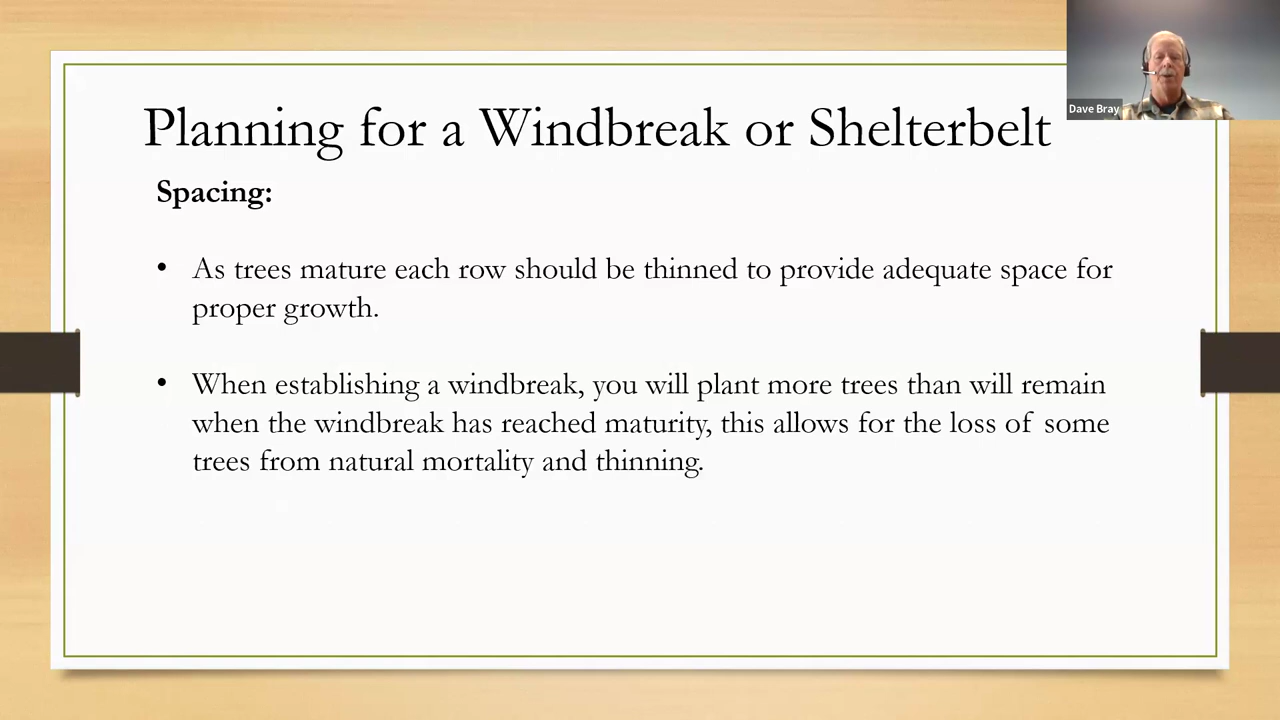 Planning for a Windbreak or Shelterbelt
Dave Bray
Spacing:
• As trees mature each row should be thinned to provide adequate space for
proper growth.
• When establishing a windbreak, you will plant more trees than will remain
when the windbreak has reached maturity, this allows for the loss of some
trees from natural mortality and thinning.